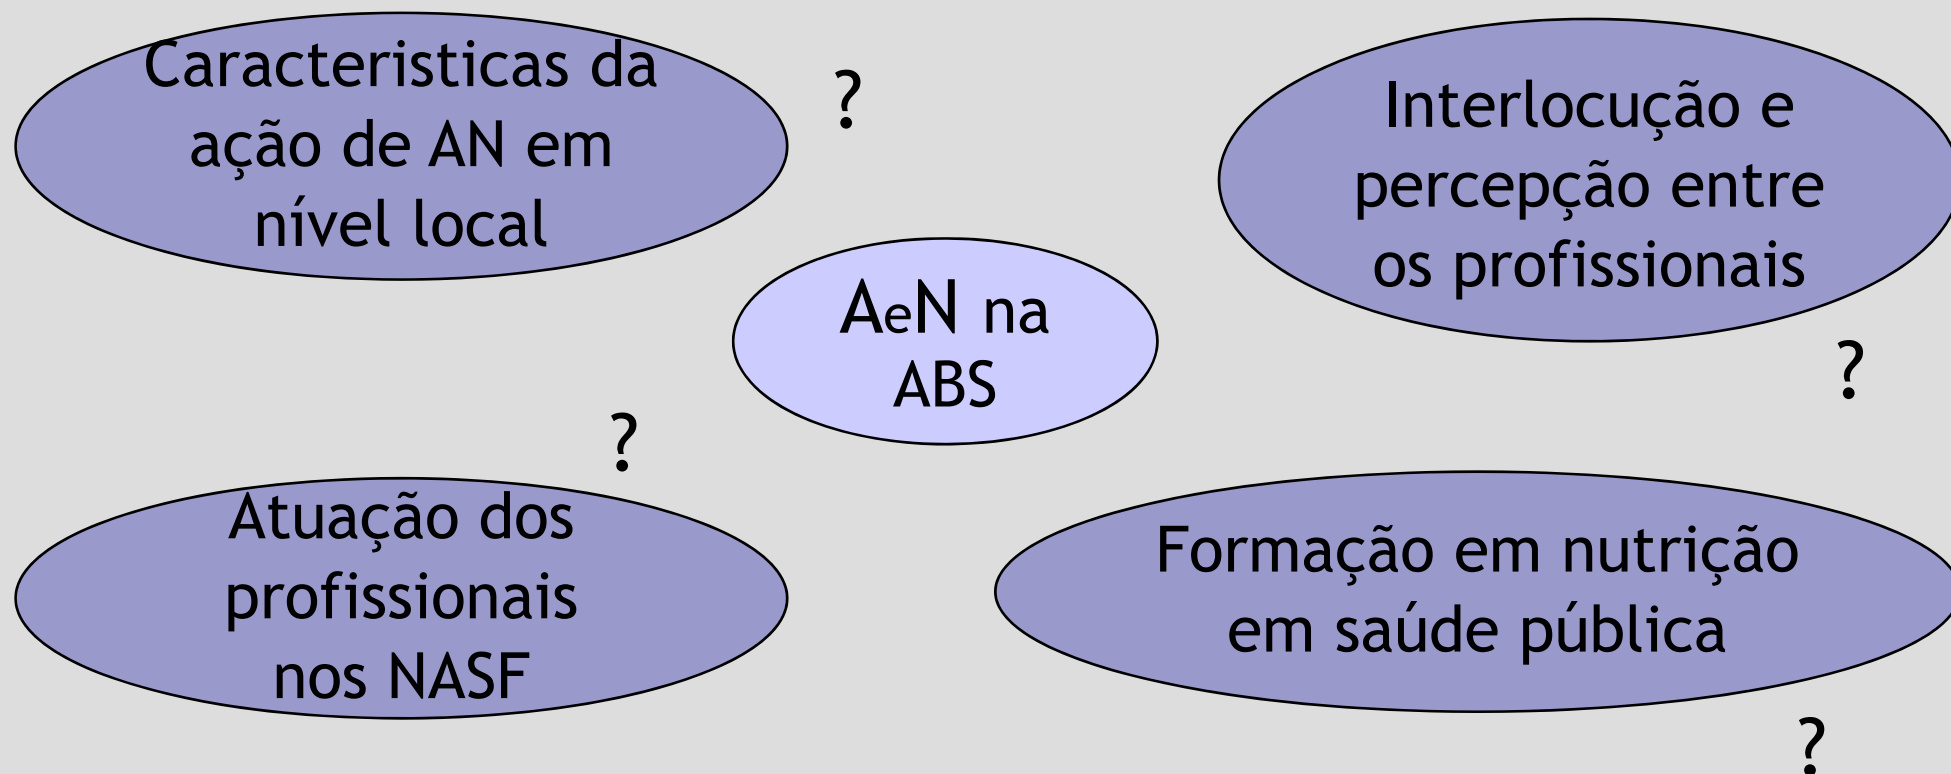 Caracteristicas da
ação de AN em
nível local
?
Interlocução e
percepção entre
os profissionais
?
AeN na
ABS
?
Atuação dos
profissionais
nos NASF
Formação em nutrição
em saúde pública
?